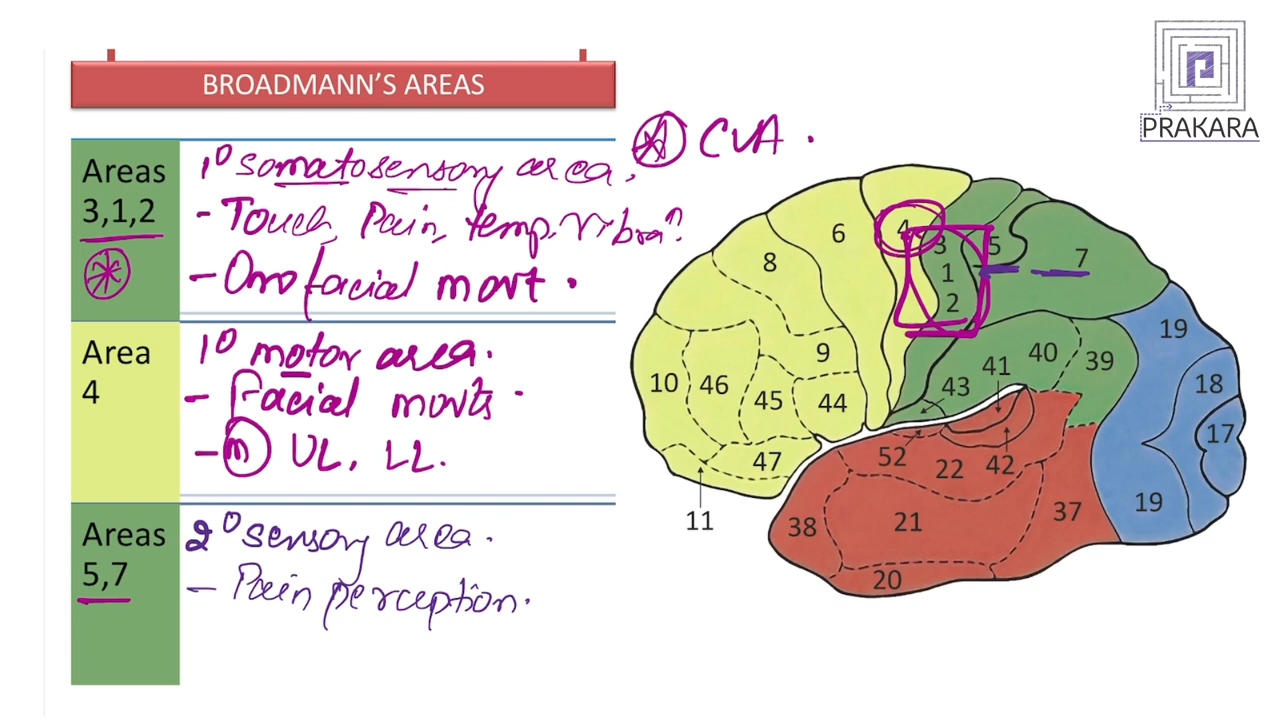 BROADMANN'S AREAS
PRAKARA
CVA .
Areas
3,1,2
1⁰ somatosensory area.
- Touch, Pain, temp, Vibra?
- Orofacial movt .
Area
4
1⁰ motor area.
- Facial movts .
- m UL, LL.
Areas
5,7
2⁰ sensory area.
- Pain perception.
4
6
3
5
7
8
1
2
19
9
41
40
39
10
46
45
44
43
18
17
47
52
22
42
11
38
21
37
19
20